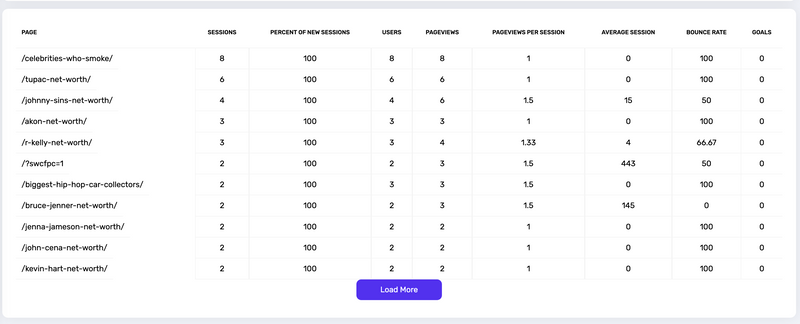 PAGE SESSIONS PERCENT OF NEW SESSIONS USERS PAGEVIEWS PAGEVIEWS PER SESSION AVERAGE SESSION BOUNCE RATE GOALS
/celebrities-who-smoke/ 8 100 8 8 1 0 100 0
/tupac-net-worth/ 6 100 6 6 1 0 100 0
/johnny-sins-net-worth/ 4 100 4 6 1.5 15 50 0
/akon-net-worth/ 3 100 3 3 1 0 100 0
/r-kelly-net-worth/ 3 100 3 4 1.33 4 66.67 0
/?swcfpc=1 2 100 2 3 1.5 443 50 0
/biggest-hip-hop-car-collectors/ 2 100 3 3 1.5 0 100 0
/bruce-jenner-net-worth/ 2 100 2 3 1.5 145 0 0
/jenna-jameson-net-worth/ 2 100 2 2 1 0 100 0
/john-cena-net-worth/ 2 100 2 2 1 0 100 0
/kevin-hart-net-worth/ 2 100 2 2 1 0 100 0
Load More